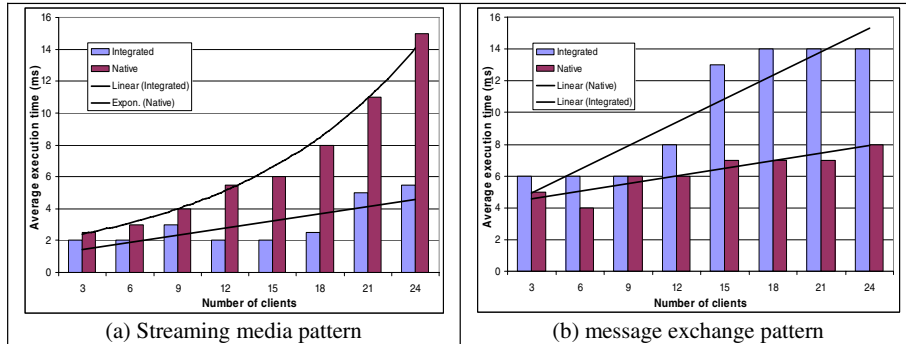 16
14
12
10
8
6
4
2
0
Average execution time (ms)
Integrated
Native
Linear (Integrated)
Expon. (Native)
3 6 9 12 15 18 21 24
Number of clients
(a) Streaming media pattern
16
14
12
10
8
6
4
2
0
Average execution time (ms)
Integrated
Native
Linear (Native)
Linear (Integrated)
3 6 9 12 15 18 21 24
Number of clients
(b) message exchange pattern